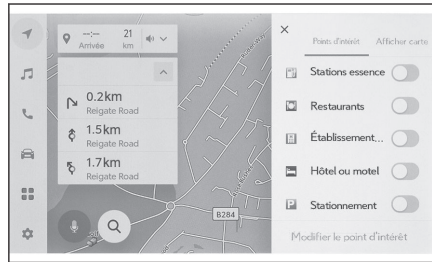 --:-- 21
Arrivée km
0.2km
Reigate Road
1.5km
Reigate Road
1.7km
Reigate Road
B284
Points d'intérêt Afficher carte
Stations essence
Restaurants
Établissement...
Hôtel ou motel
P Stationnement
Modifier le point d'intérêt